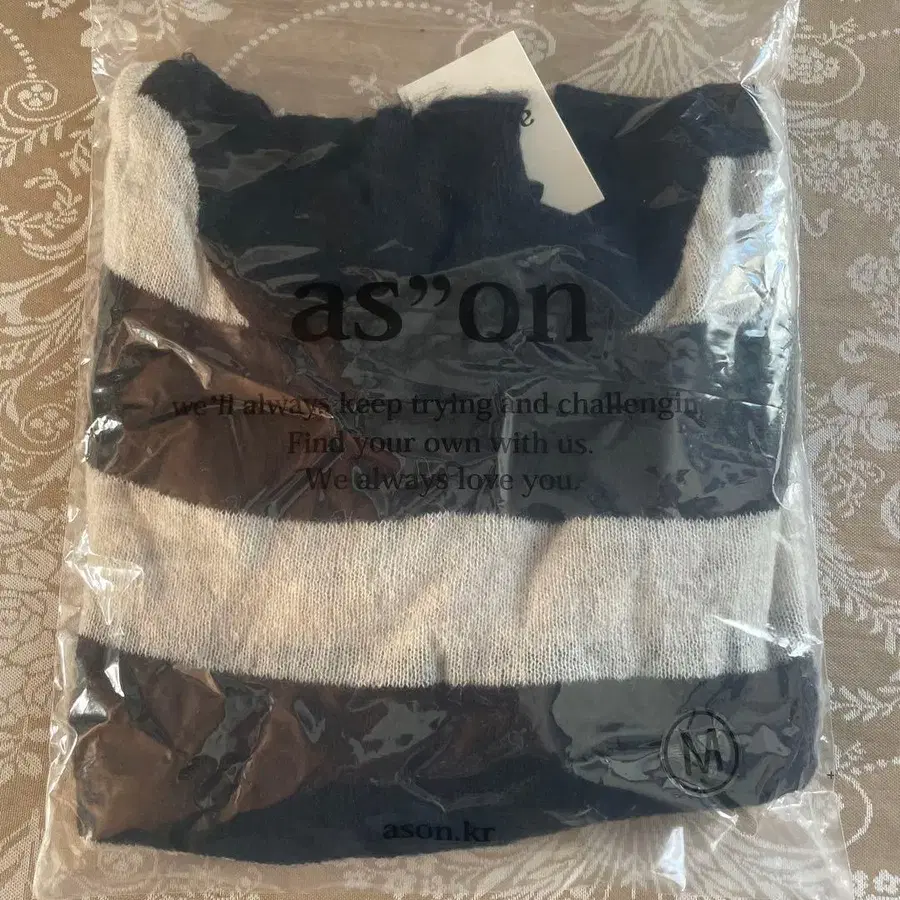 e
as”on
we'll always keep trying and challengin
Find your own with us.
We always love you.
M
ason.kr